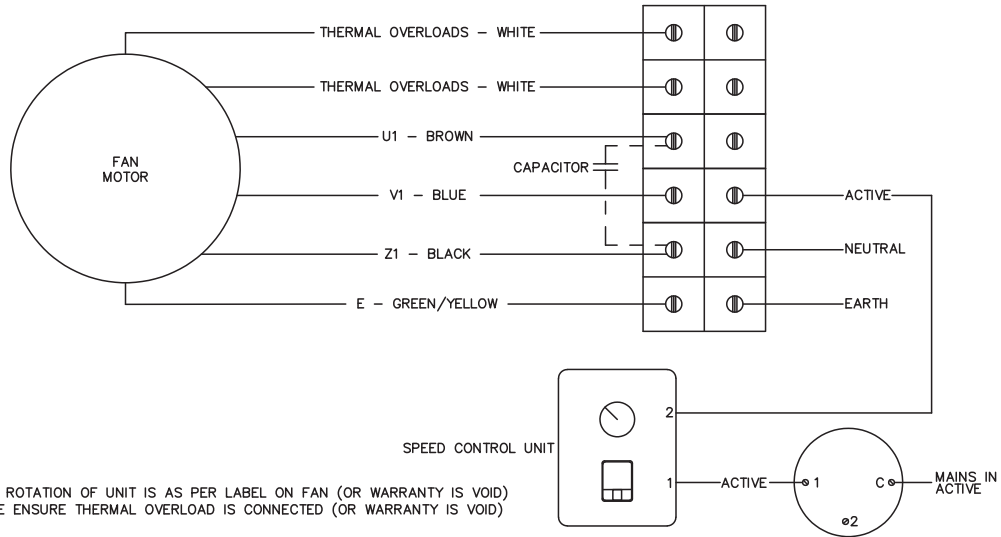 THERMAL OVERLOADS - WHITE
THERMAL OVERLOADS - WHITE
U1 - BROWN
FAN
MOTOR
CAPACITOR
V1 - BLUE
ACTIVE
Z1 - BLACK
NEUTRAL
E - GREEN/YELLOW
EARTH
2
SPEED CONTROL UNIT
1
ACTIVE
1
C
MAINS IN
ACTIVE
2
ROTATION OF UNIT IS AS PER LABEL ON FAN (OR WARRANTY IS VOID)
ENSURE THERMAL OVERLOAD IS CONNECTED (OR WARRANTY IS VOID)